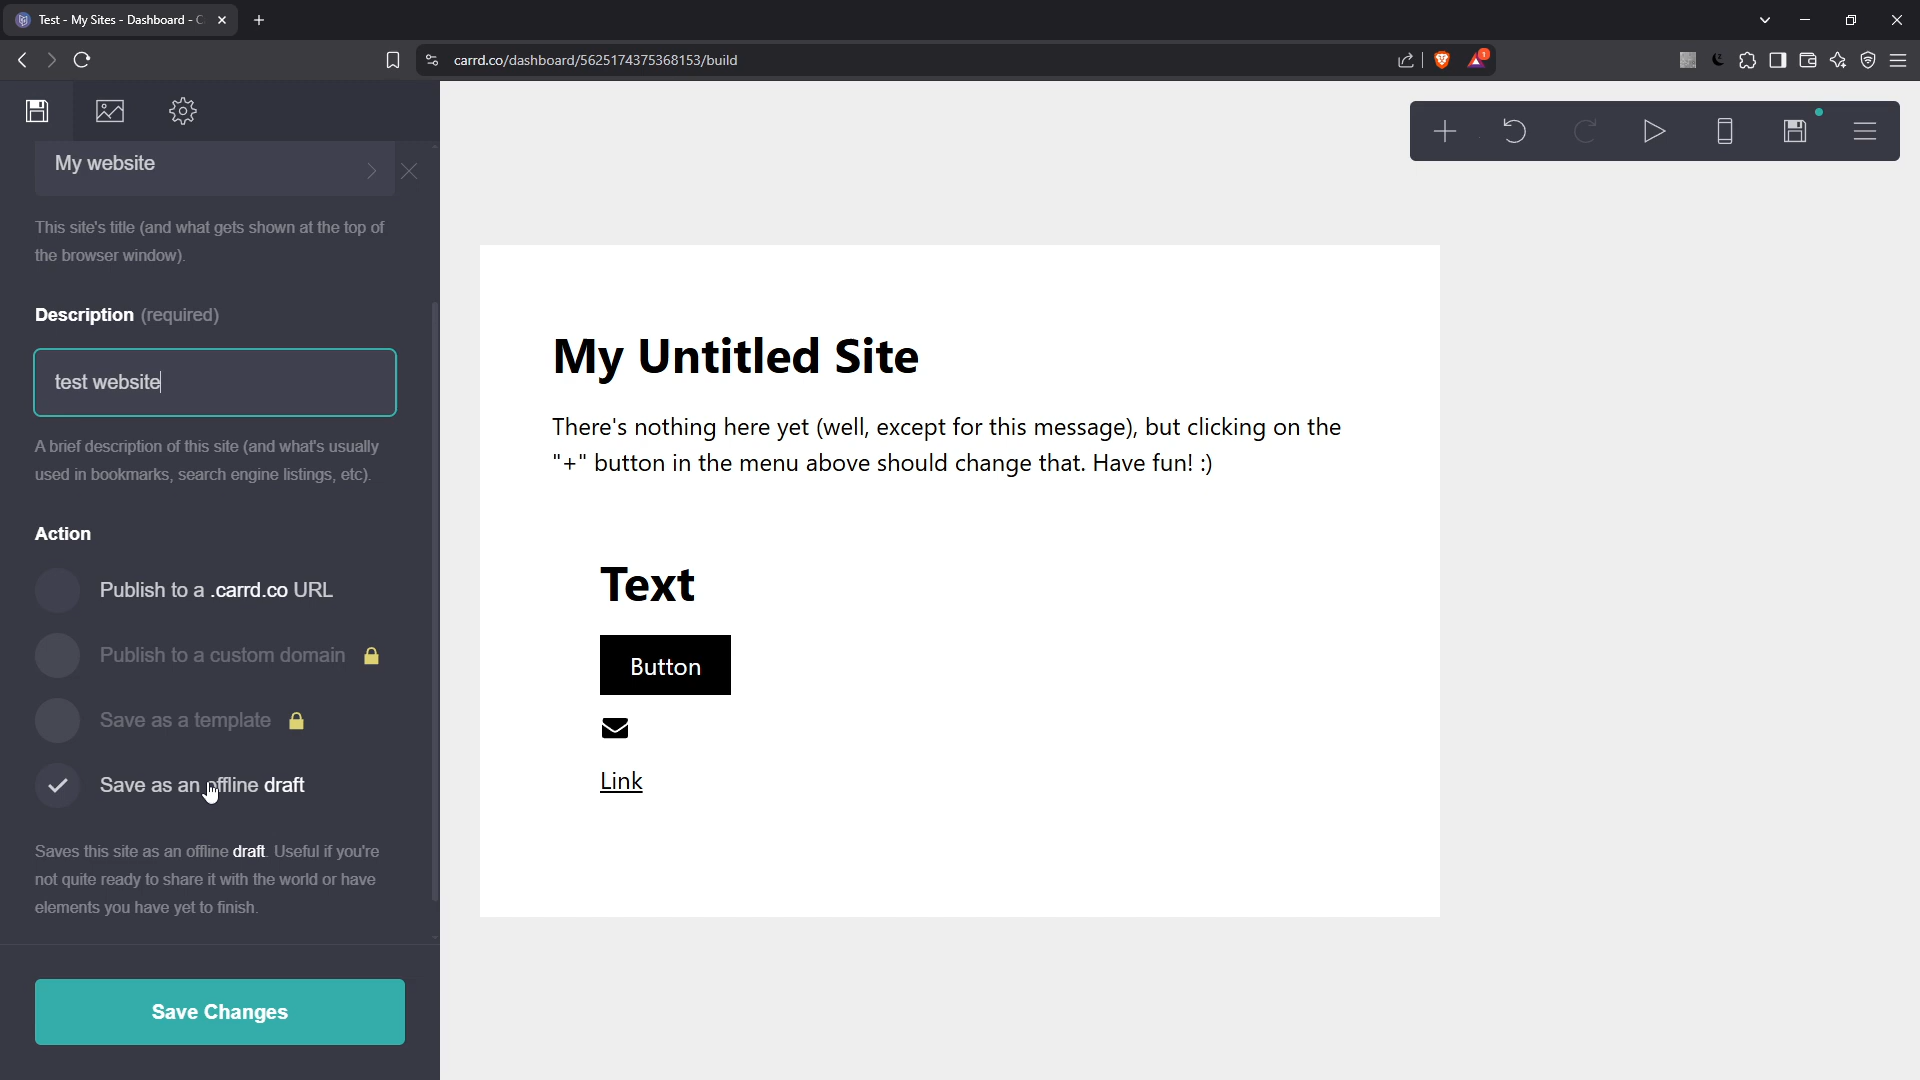 Test - My Sites - Dashboard - C
carrd.co/dashboard/5625174375368153/build
1
My website
This site's title (and what gets shown at the top of
the browser window).
Description (required)
test website
A brief description of this site (and what's usually
used in bookmarks, search engine listings, etc).
Action
Publish to a .carrd.co URL
Publish to a custom domain
Save as a template
Save as an offline draft
Saves this site as an offline draft. Useful if you're
not quite ready to share it with the world or have
elements you have yet to finish.
Save Changes
My Untitled Site
There's nothing here yet (well, except for this message), but clicking on the
"+" button in the menu above should change that. Have fun! :)
Text
Button
Link